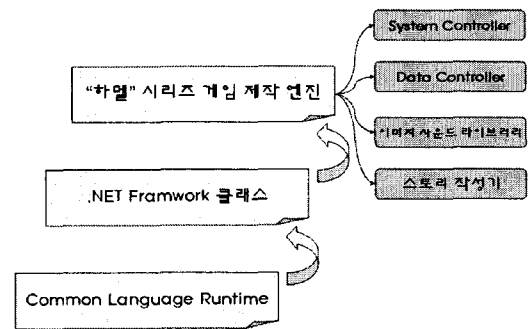 System Controller
Data Controller
이미지 사운드 라이브러리
스토리 작성기
"하멜" 시리즈 게임 제작 엔진
.NET Framwork 클래스
Common Language Runtime